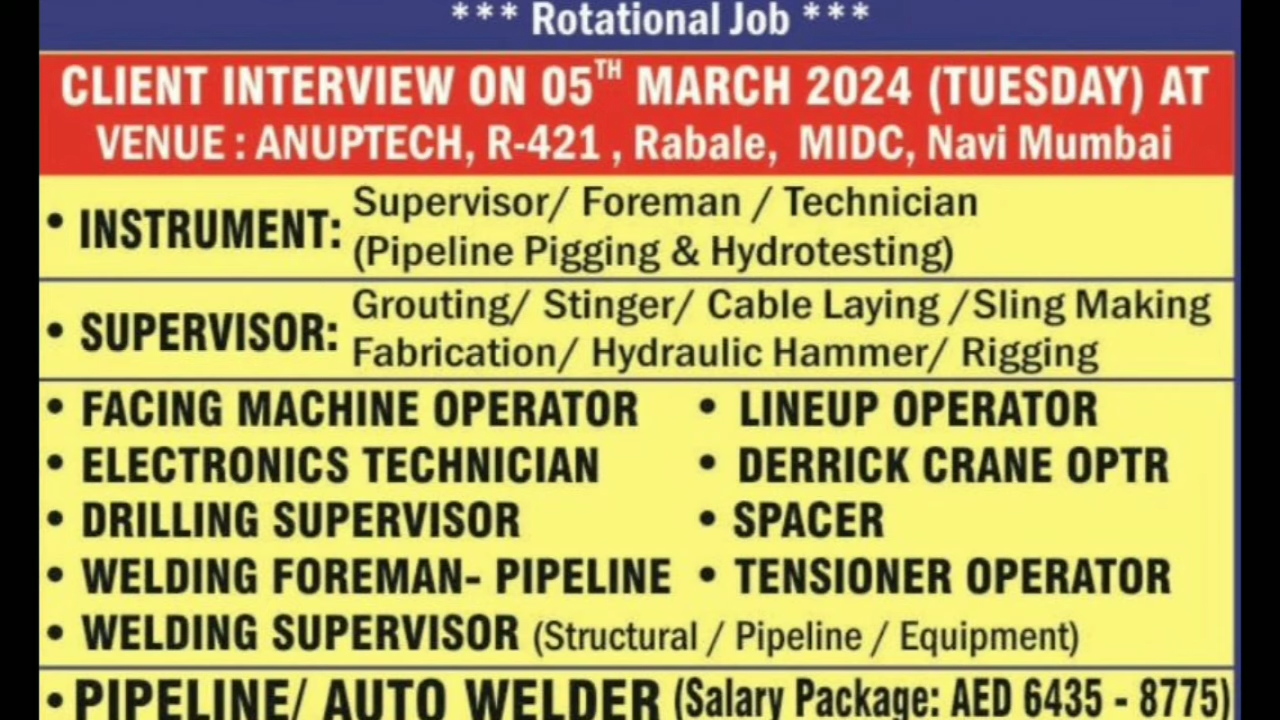 *** Rotational Job ***
CLIENT INTERVIEW ON 05TH MARCH 2024 (TUESDAY) AT
VENUE : ANUPTECH, R-421 , Rabale, MIDC, Navi Mumbai
• INSTRUMENT: Supervisor/ Foreman / Technician
(Pipeline Pigging & Hydrotesting)
• SUPERVISOR: Grouting/ Stinger/ Cable Laying /Sling Making
Fabrication/ Hydraulic Hammer/ Rigging
• FACING MACHINE OPERATOR • LINEUP OPERATOR
• ELECTRONICS TECHNICIAN • DERRICK CRANE OPTR
• DRILLING SUPERVISOR • SPACER
• WELDING FOREMAN- PIPELINE • TENSIONER OPERATOR
• WELDING SUPERVISOR (Structural / Pipeline / Equipment)
• PIPELINE/ AUTO WELDER (Salary Package: AED 6435 - 8775)